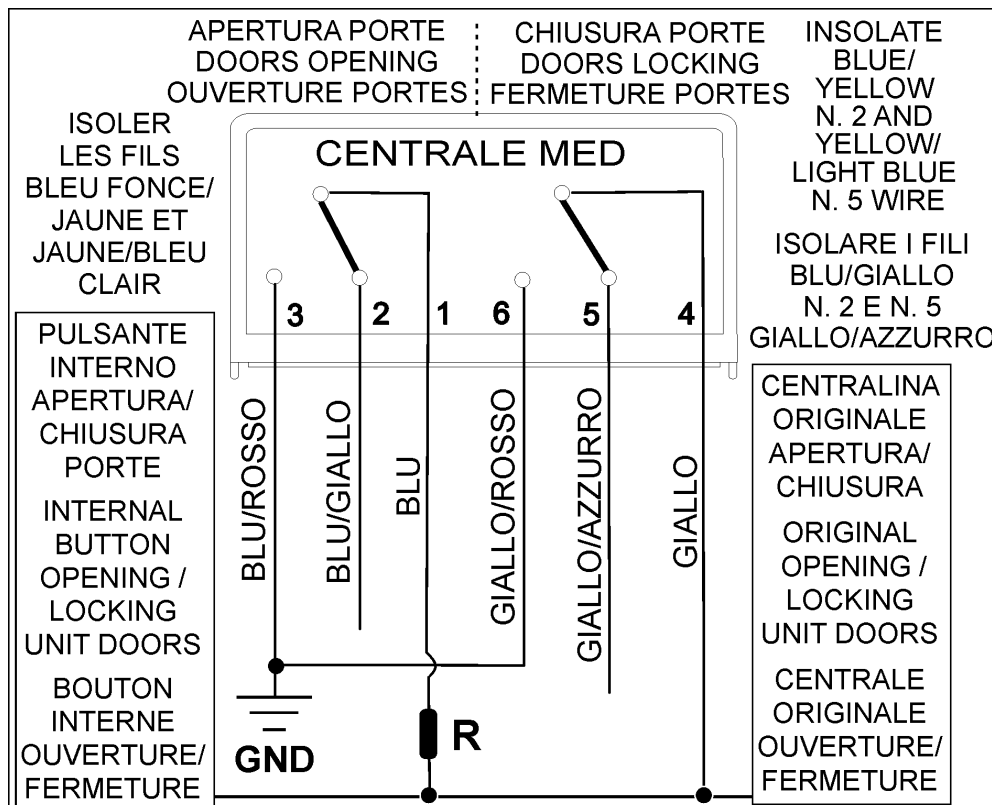 APERTURA PORTE
DOORS OPENING
OUVERTURE PORTES
CHIUSURA PORTE
DOORS LOCKING
FERMETURE PORTES
INSOLATE
BLUE/
YELLOW
N. 2 AND
YELLOW/
LIGHT BLUE
N. 5 WIRE
ISOLARE I FILI
BLU/GIALLO
N. 2 E N. 5
GIALLO/AZZURRO
ISOLER
LES FILS
BLEU FONCE/
JAUNE ET
JAUNE/BLEU
CLAIR
CENTRALE MED
3 2 1 6 5 4
PULSANTE
INTERNO
APERTURA/
CHIUSURA
PORTE
INTERNAL
BUTTON
OPENING /
LOCKING
UNIT DOORS
BOUTON
INTERNE
OUVERTURE/
FERMETURE
BLU/ROSSO
BLU/GIALLO
BLU
GIALLO/ROSSO
GIALLO/AZZURRO
GIALLO
GND
R
CENTRALINA
ORIGINALE
APERTURA/
CHIUSURA
ORIGINAL
OPENING /
LOCKING
UNIT DOORS
CENTRALE
ORIGINALE
OUVERTURE/
FERMETURE